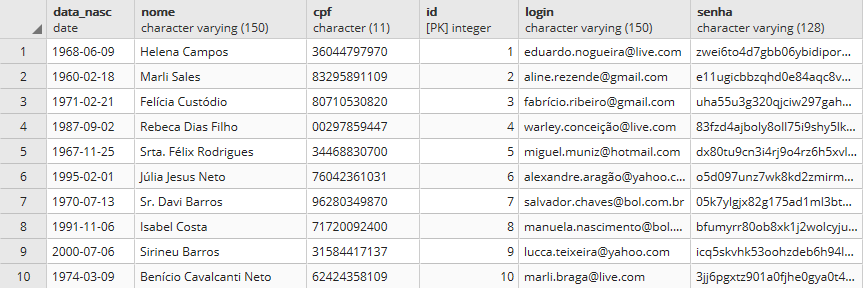 data_nasc nome cpf id login senha
date character varying (150) character (11) [PK] integer character varying (150) character varying (128)
1 1968-06-09 Helena Campos 36044797970 1 eduardo.nogueira@live.com zwei6to4d7gbb06ybidipor...
2 1960-02-18 Marli Sales 83295891109 2 aline.rezende@gmail.com e11ugicbbzqhd0e84aqc8v...
3 1971-02-21 Felícia Custódio 80710530820 3 fabrício.ribeiro@gmail.com uha55u3g320qjciw297gah...
4 1987-09-02 Rebeca Dias Filho 00297859447 4 warley.conceição@live.com 83fzd4ajboly8oll75i9shy5lk...
5 1967-11-25 Srta. Félix Rodrigues 34468830700 5 miguel.muniz@hotmail.com dx80tu9cn3i4rj9o4rz6h5xvl...
6 1995-02-01 Júlia Jesus Neto 76042361031 6 alexandre.aragão@yahoo.c... o5d097unz7wk8kd2zmirm...
7 1970-07-13 Sr. Davi Barros 96280349870 7 salvador.chaves@bol.com.br 05k7ylgjx82g175ad1ml3bt...
8 1991-11-06 Isabel Costa 71720092400 8 manuela.nascimento@bol.... bfumyrr80ob8xk1j2wolcyju...
9 2000-07-06 Sirineu Barros 31584417137 9 lucca.teixeira@yahoo.com icq5skvhk53oohzdeb6h94l...
10 1974-03-09 Benício Cavalcanti Neto 62424358109 10 marli.braga@live.com 3jj6pgxtz901a0fjhe0gya0t4...